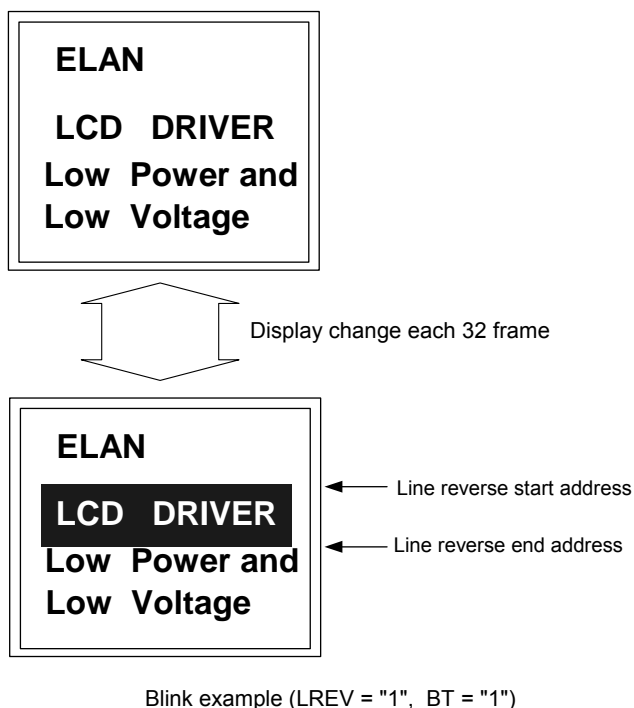 ELAN
LCD DRIVER
Low Power and
Low Voltage
Display change each 32 frame
ELAN
LCD DRIVER
Low Power and
Low Voltage
Line reverse start address
Line reverse end address
Blink example (LREV = "1", BT = "1")